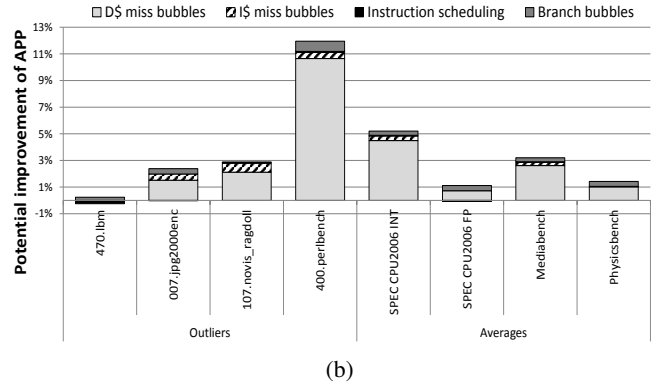 D$ miss bubbles I$ miss bubbles Instruction scheduling Branch bubbles
Potential improvement of APP
13%
11%
9%
7%
5%
3%
1%
-1%
470.lbm
007.jpg2000enc
107.novis_ragdoll
400.perlbench
SPEC CPU2006 INT
SPEC CPU2006 FP
Mediabench
Physicsbench
Outliers Averages
(b)